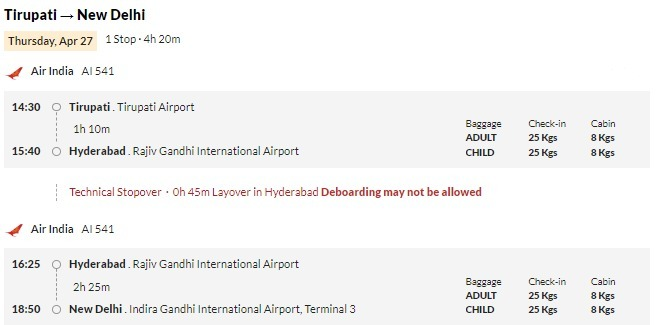 Tirupati → New Delhi
Thursday, Apr 27 1 Stop · 4h 20m
Air India AI 541
14:30 Tirupati . Tirupati Airport
1h 10m
15:40 Hyderabad . Rajiv Gandhi International Airport
Baggage Check-in Cabin
ADULT 25 Kgs 8 Kgs
CHILD 25 Kgs 8 Kgs
Technical Stopover · 0h 45m Layover in Hyderabad Deboarding may not be allowed
Air India AI 541
16:25 Hyderabad . Rajiv Gandhi International Airport
2h 25m
18:50 New Delhi . Indira Gandhi International Airport, Terminal 3
Baggage Check-in Cabin
ADULT 25 Kgs 8 Kgs
CHILD 25 Kgs 8 Kgs